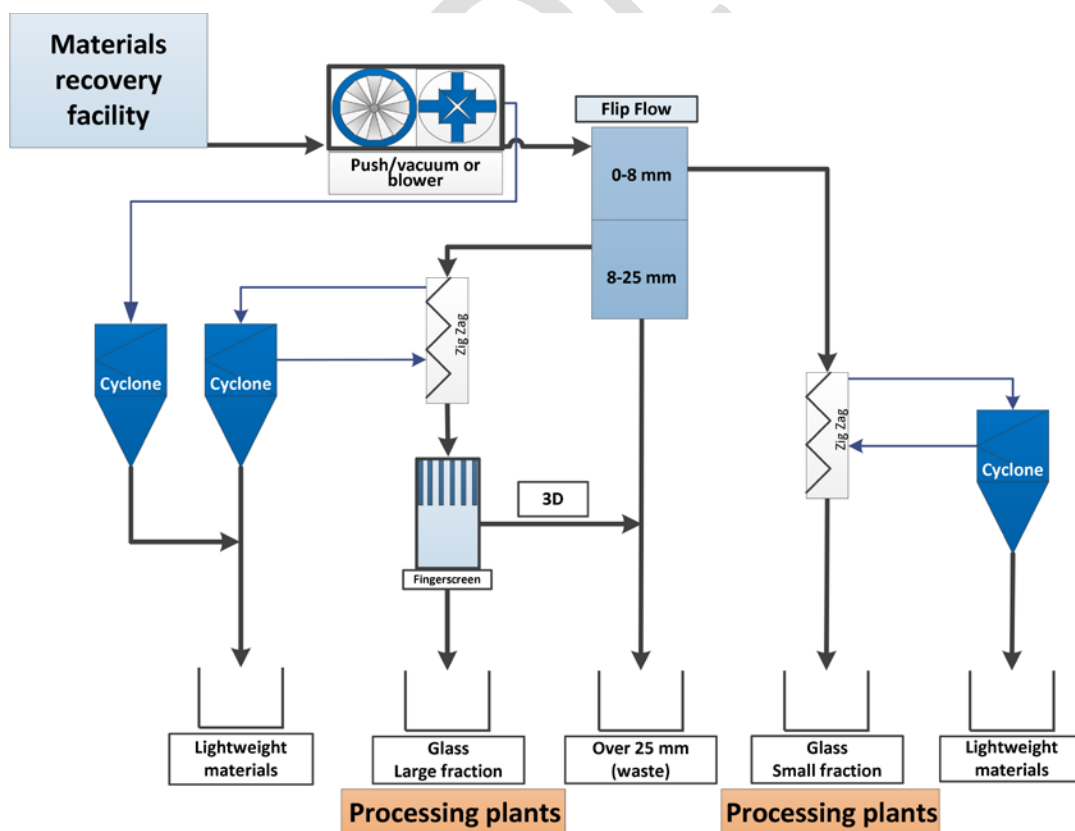 Materials
recovery
facility
Push/vacuum or
blower
Flip Flow
0-8 mm
8-25 mm
Zig Zag
Cyclone
Cyclone
Zig Zag
Cyclone
3D
Fingerscreen
Lightweight
materials
Glass
Large fraction
Over 25 mm
(waste)
Glass
Small fraction
Lightweight
materials
Processing plants
Processing plants